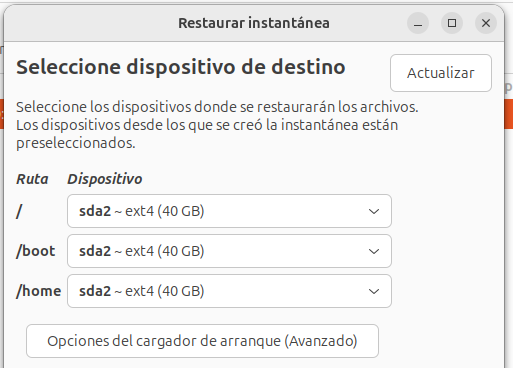 Restaurar instantánea
Seleccione dispositivo de destino
Actualizar
Seleccione los dispositivos donde se restaurarán los archivos.
Los dispositivos desde los que se creó la instantánea están
preseleccionados.
Ruta Dispositivo
/ sda2 ~ ext4 (40 GB)
/boot sda2 ~ ext4 (40 GB)
/home sda2 ~ ext4 (40 GB)
Opciones del cargador de arranque (Avanzado)